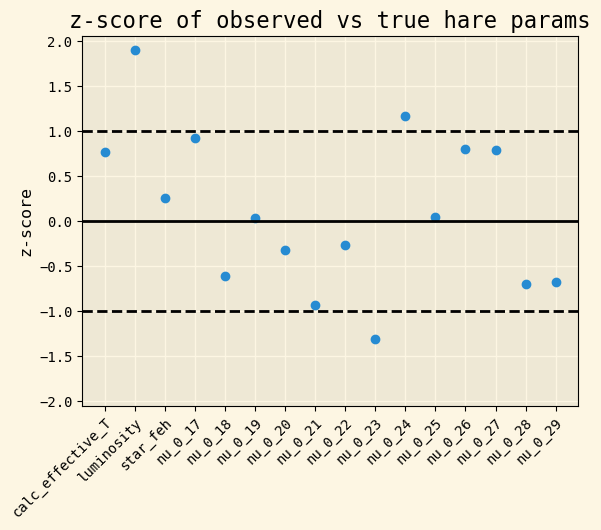 z-score of observed vs true hare params
z-score
2.0
1.5
1.0
0.5
0.0
−0.5
−1.0
−1.5
−2.0
calc_effective_T
luminosity
star_feh
nu_0_17
nu_0_18
nu_0_19
nu_0_20
nu_0_21
nu_0_22
nu_0_23
nu_0_24
nu_0_25
nu_0_26
nu_0_27
nu_0_28
nu_0_29